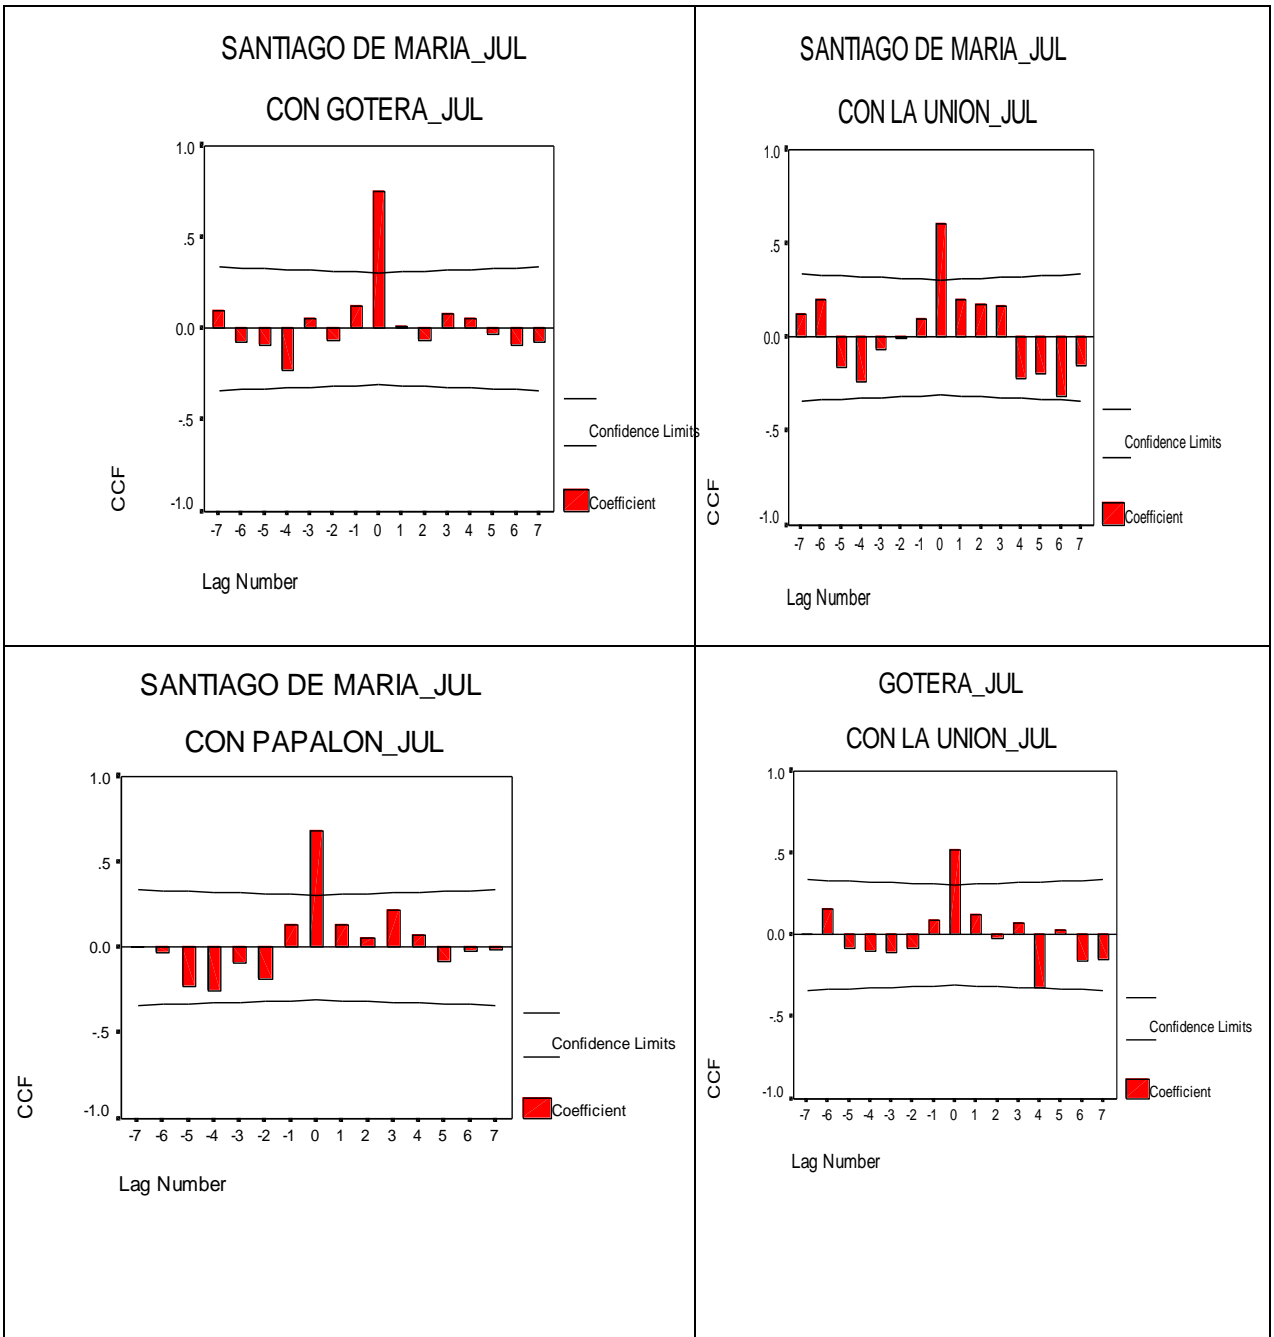 SANTIAGO DE MARIA_JUL
CON GOTERA_JUL
1.0
.5
0.0
-.5
-1.0
CCF
-7 -6 -5 -4 -3 -2 -1 0 1 2 3 4 5 6 7
Lag Number
Confidence Limits
Coefficient
SANTIAGO DE MARIA_JUL
CON LA UNION_JUL
1.0
.5
0.0
-.5
-1.0
CCF
-7 -6 -5 -4 -3 -2 -1 0 1 2 3 4 5 6 7
Lag Number
Confidence Limits
Coefficient
SANTIAGO DE MARIA_JUL
CON PAPALON_JUL
1.0
.5
0.0
-.5
-1.0
CCF
-7 -6 -5 -4 -3 -2 -1 0 1 2 3 4 5 6 7
Lag Number
Confidence Limits
Coefficient
GOTERA_JUL
CON LA UNION_JUL
1.0
.5
0.0
-.5
-1.0
CCF
-7 -6 -5 -4 -3 -2 -1 0 1 2 3 4 5 6 7
Lag Number
Confidence Limits
Coefficient